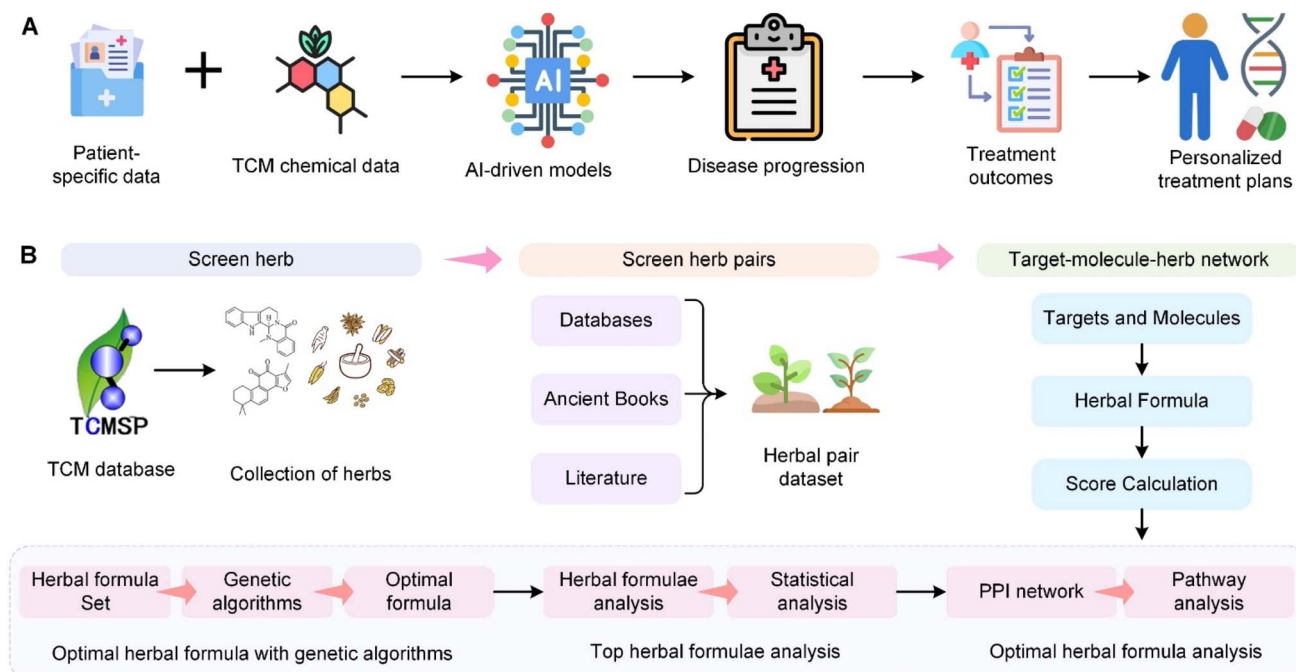 A
AI
Patient-
specific data
TCM chemical data
AI-driven models
Disease progression
Treatment
outcomes
Personalized
treatment plans
B
Screen herb
Screen herb pairs
Target-molecule-herb network
TCMSP
TCM database
N
H
H
N
O
N
O
O
O
Collection of herbs
Databases
Ancient Books
Literature
Herbal pair
dataset
Targets and Molecules
Herbal Formula
Score Calculation
Herbal formula
Set
Genetic
algorithms
Optimal
formula
Herbal formulae
analysis
Statistical
analysis
PPI network
Pathway
analysis
Optimal herbal formula with genetic algorithms
Top herbal formulae analysis
Optimal herbal formula analysis